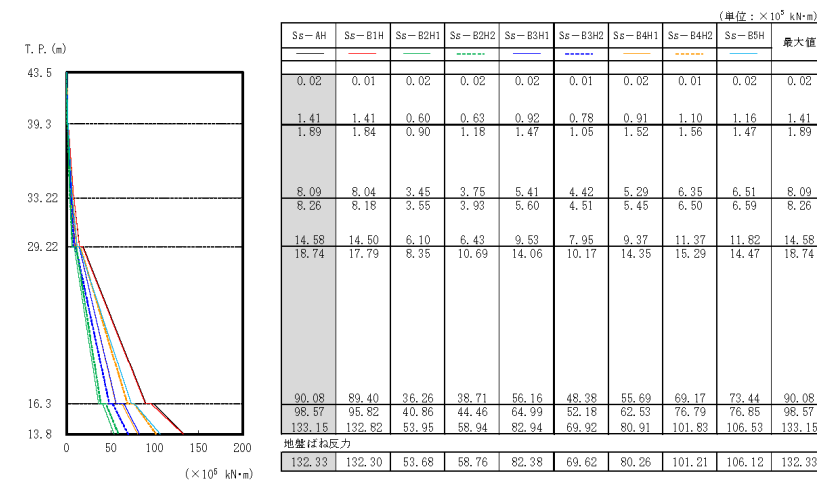 (単位：×10⁵ kN･m)
Ss－AH Ss－B1H Ss－B2H1 Ss－B2H2 Ss－B3H1 Ss－B3H2 Ss－B4H1 Ss－B4H2 Ss－B5H 最大値
T. P. (m)
43.5
0.02 0.01 0.02 0.02 0.02 0.01 0.02 0.01 0.02 0.02
1.41 1.41 0.60 0.63 0.92 0.78 0.91 1.10 1.16 1.41
39.3
1.89 1.84 0.90 1.18 1.47 1.05 1.52 1.56 1.47 1.89
8.09 8.04 3.45 3.75 5.41 4.42 5.29 6.35 6.51 8.09
33.22
8.26 8.18 3.55 3.93 5.60 4.51 5.45 6.50 6.59 8.26
14.58 14.50 6.10 6.43 9.53 7.95 9.37 11.37 11.82 14.58
29.22
18.74 17.79 8.35 10.69 14.06 10.17 14.35 15.29 14.47 18.74
90.08 89.40 36.26 38.71 56.16 48.38 55.69 69.17 73.44 90.08
16.3
98.57 95.82 40.86 44.46 64.99 52.18 62.53 76.79 76.85 98.57
133.15 132.82 53.95 58.94 82.94 69.92 80.91 101.83 106.53 133.15
13.8
地盤ばね反力
132.33 132.30 53.68 58.76 82.38 69.62 80.26 101.21 106.12 132.33
0 50 100 150 200
(×10⁵ kN･m)